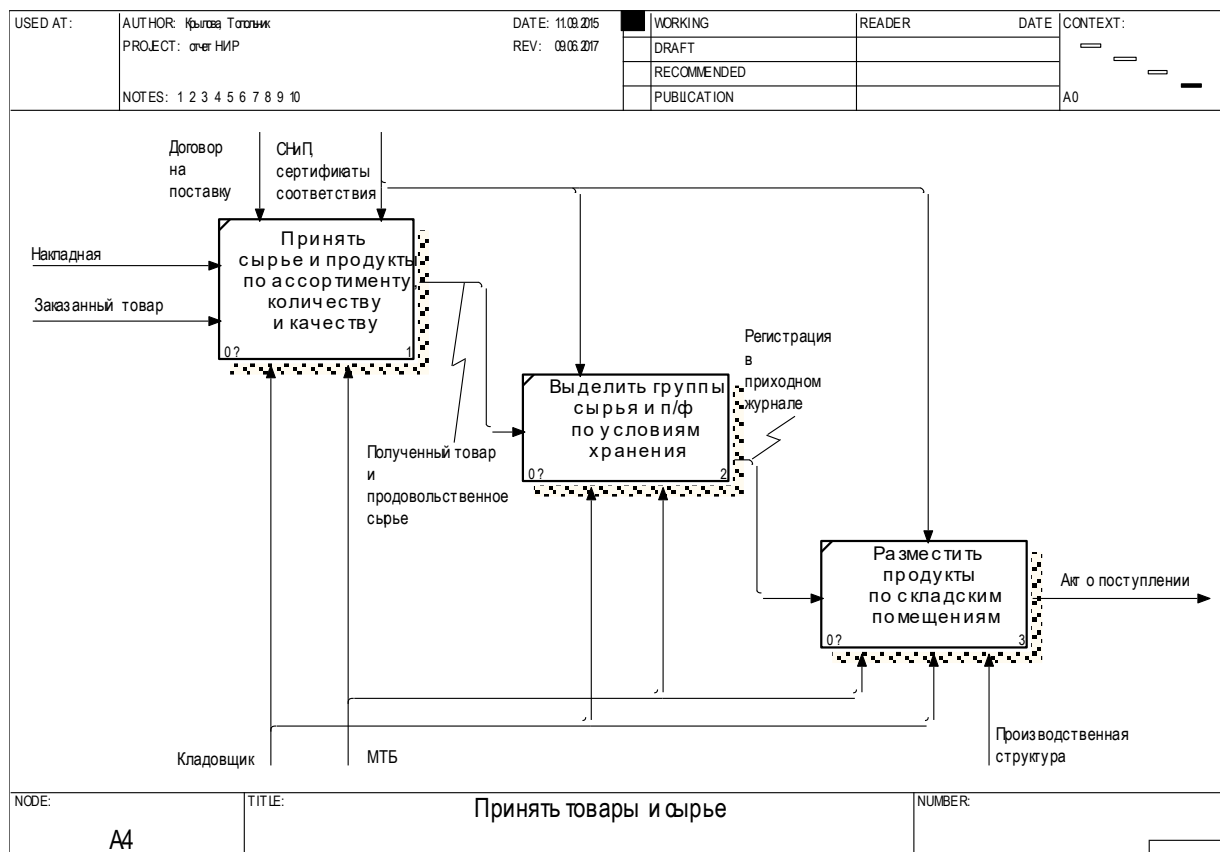 USED AT:
AUTHOR: Крылова, Топольник
DATE: 11.09.2015
PROJECT: отчет НИР
REV: 09.06.2017
NOTES: 1 2 3 4 5 6 7 8 9 10
WORKING
DRAFT
RECOMMENDED
PUBLICATION
READER
DATE
CONTEXT:
A0
Договор
на
поставку
СНиП,
сертификаты
соответствия
Накладная
Заказанный товар
Принять
сырье и продукты
по ассортименту,
количеству
и качеству
0?
1
Полученный товар
и
продовольственное
сырье
Выделить группы
сырья и п/ф
по условиям
хранения
0?
2
Регистрация
в
приходном
журнале
Разместить
продукты
по складским
помещениям
0?
3
Акт о поступлении
Кладовщик
МТБ
Производственная
структура
NODE:
A4
TITLE:
Принять товары и сырье
NUMBER: